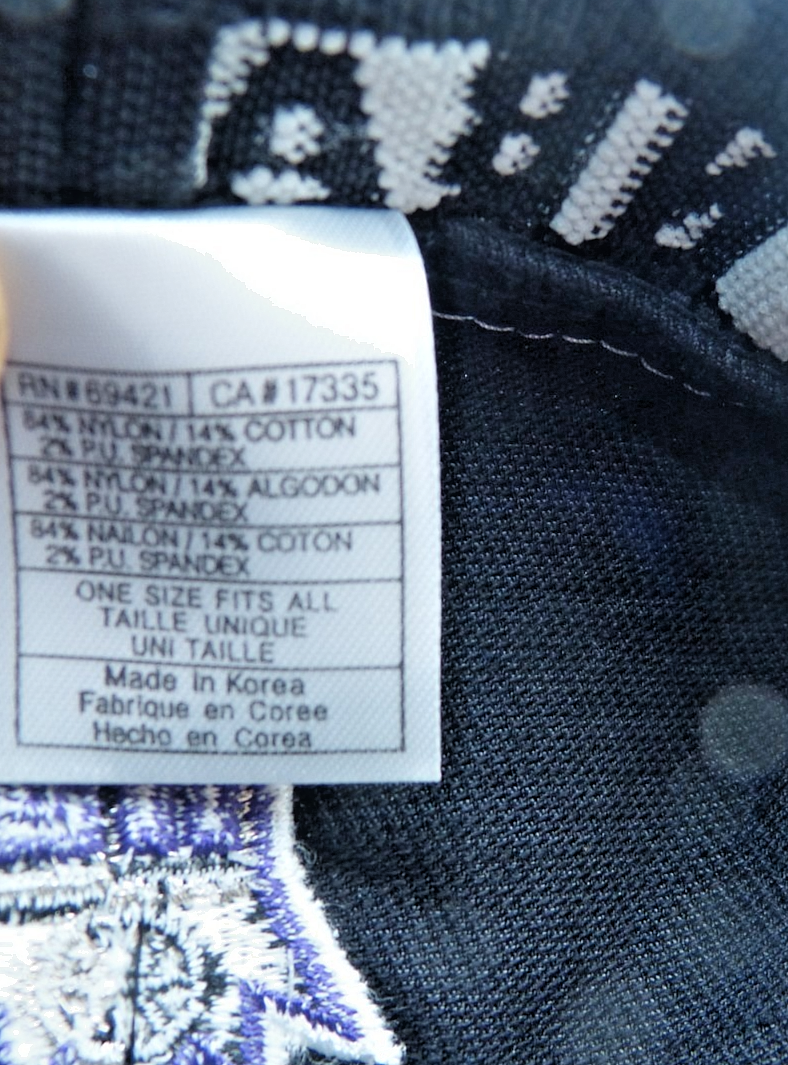 RN#69421 CA#17335
84% NYLON / 14% COTTON
2% P.U. SPANDEX
84% NYLON / 14% ALGODON
2% P.U. SPANDEX
84% NAILON / 14% COTON
2% P.U. SPANDEX
ONE SIZE FITS ALL
TAILLE UNIQUE
UNI TAILLE
Made in Korea
Fabrique en Coree
Hecho en Corea